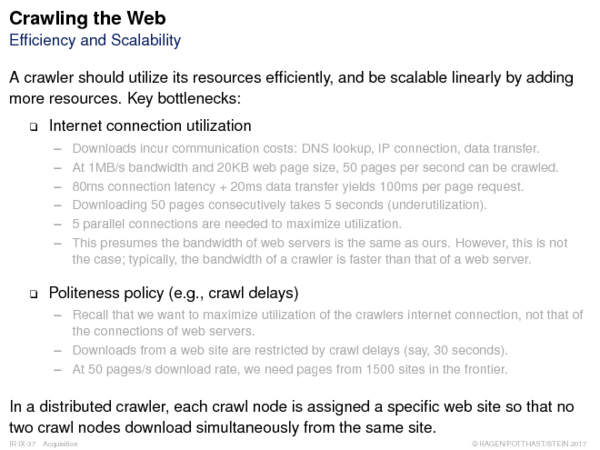 Crawling the Web
Efficiency and Scalability
A crawler should utilize its resources efficiently, and be scalable linearly by adding
more resources. Key bottlenecks:
❑ Internet connection utilization
– Downloads incur communication costs: DNS lookup, IP connection, data transfer.
– At 1MB/s bandwidth and 20KB web page size, 50 pages per second can be crawled.
– 80ms connection latency + 20ms data transfer yields 100ms per page request.
– Downloading 50 pages consecutively takes 5 seconds (underutilization).
– 5 parallel connections are needed to maximize utilization.
– This presumes the bandwidth of web servers is the same as ours. However, this is not
the case; typically, the bandwidth of a crawler is faster than that of a web server.
❑ Politeness policy (e.g., crawl delays)
– Recall that we want to maximize utilization of the crawlers internet connection, not that of
the connections of web servers.
– Downloads from a web site are restricted by crawl delays (say, 30 seconds).
– At 50 pages/s download rate, we need pages from 1500 sites in the frontier.
In a distributed crawler, each crawl node is assigned a specific web site so that no
two crawl nodes download simultaneously from the same site.
IR:IX-37 Acquisition © HAGEN/POTTHAST/STEIN 2017